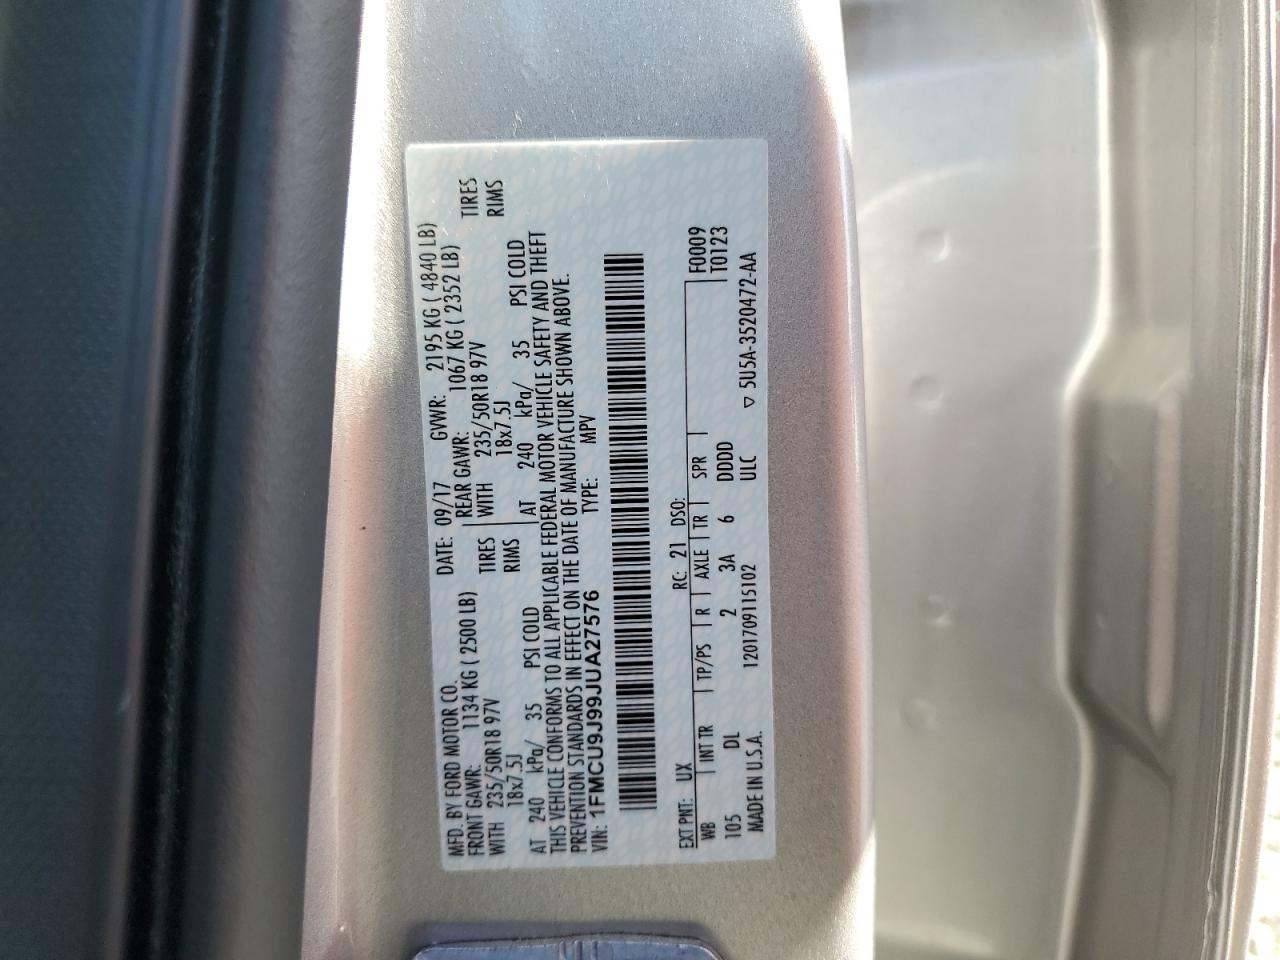 MFD. BY FORD MOTOR CO. DATE: 09/17 GVWR: 2195 KG ( 4840 LB)
FRONT GAWR: 1134 KG ( 2500 LB) REAR GAWR: 1067 KG ( 2352 LB)
WITH 235/50R18 97V TIRES WITH 235/50R18 97V TIRES
18x7.5J RIMS 18x7.5J RIMS
AT 240 kPa/ 35 PSI COLD AT 240 kPa/ 35 PSI COLD
THIS VEHICLE CONFORMS TO ALL APPLICABLE FEDERAL MOTOR VEHICLE SAFETY AND THEFT
PREVENTION STANDARDS IN EFFECT ON THE DATE OF MANUFACTURE SHOWN ABOVE.
VIN: 1FMCU9J99JUA27576 TYPE: MPV
EXT PNT: UX RC: 21 DSO: F0009
WB INT TR TP/PS R AXLE TR SPR T0123
105 DL 2 3A 6 DDDD
MADE IN U.S.A. 1201709115102 ULC ▽ 5U5A-3520472-AA